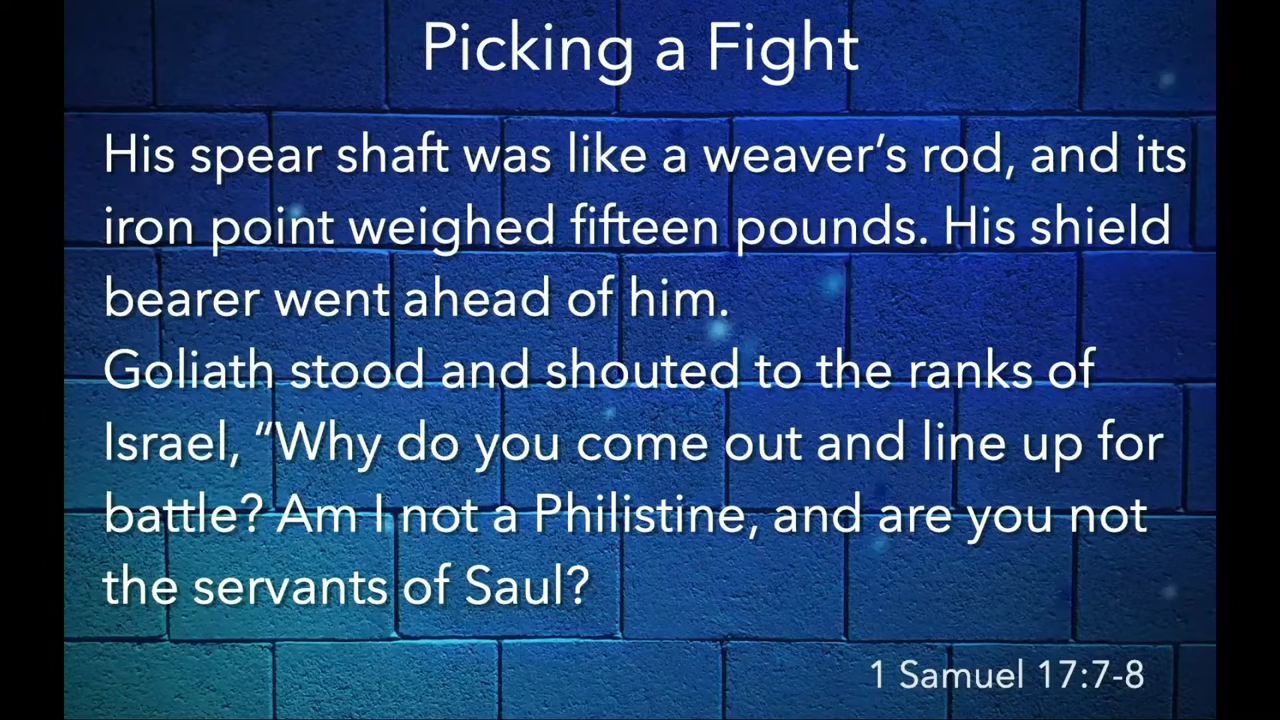 Picking a Fight
His spear shaft was like a weaver’s rod, and its
iron point weighed fifteen pounds. His shield
bearer went ahead of him.
Goliath stood and shouted to the ranks of
Israel, “Why do you come out and line up for
battle? Am I not a Philistine, and are you not
the servants of Saul?
1 Samuel 17:7-8